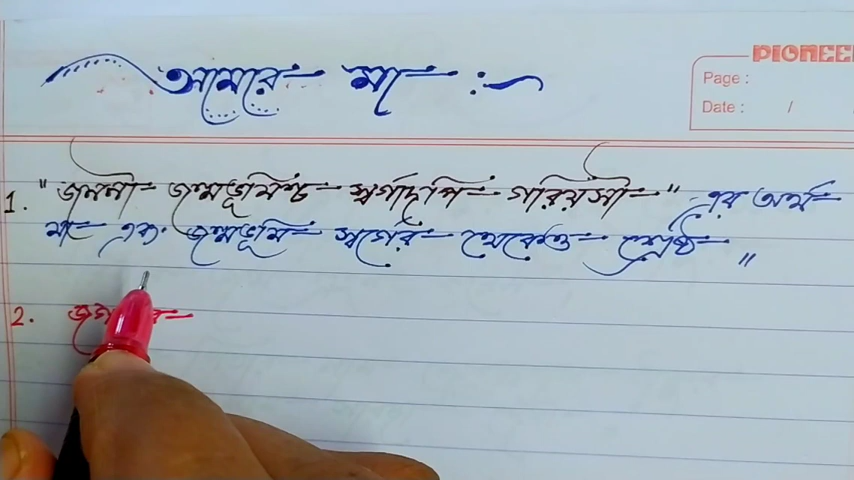 PIONEER
Page :
Date : /
আমার মা :~
1. "জননী জন্মভূমিশ্চ স্বর্গাদপি গরিয়সী" এর অর্থ
মা এবং জন্মভূমি স্বর্গের থেকেও শ্রেষ্ঠ "
2.